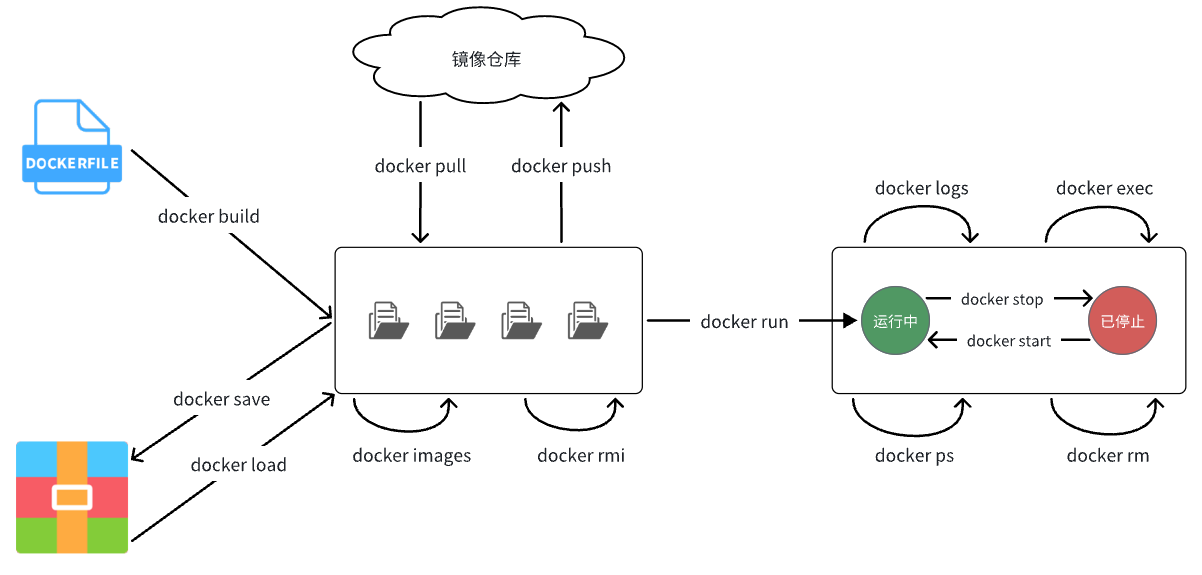 镜像仓库
DOCKERFILE
docker pull
docker push
docker build
docker logs
docker exec
docker run
运行中
docker stop
docker start
已停止
docker save
docker load
docker images
docker rmi
docker ps
docker rm